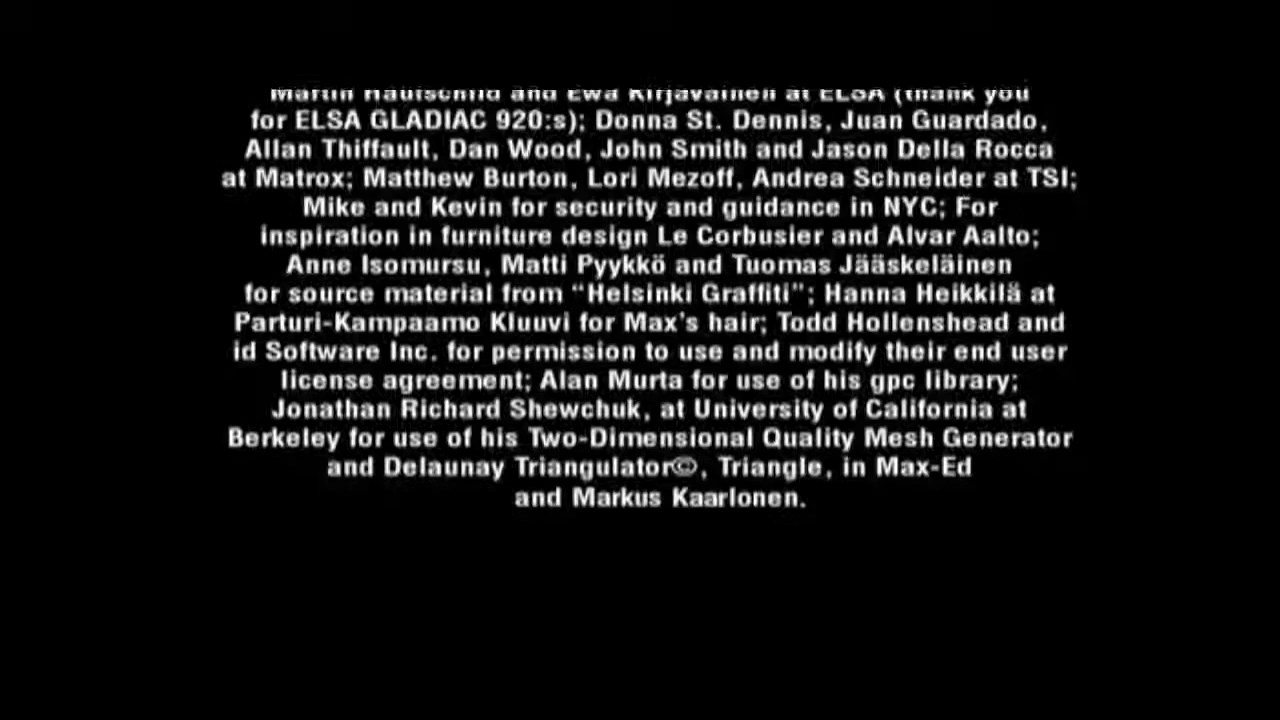 Martin Hautschild and Ewa Kirjavainen at ELSA (thank you
for ELSA GLADIAC 920:s); Donna St. Dennis, Juan Guardado,
Allan Thiffault, Dan Wood, John Smith and Jason Della Rocca
at Matrox; Matthew Burton, Lori Mezoff, Andrea Schneider at TSI;
Mike and Kevin for security and guidance in NYC; For
inspiration in furniture design Le Corbusier and Alvar Aalto;
Anne Isomursu, Matti Pyykkö and Tuomas Jääskeläinen
for source material from “Helsinki Graffiti”; Hanna Heikkilä at
Parturi-Kampaamo Kluuvi for Max's hair; Todd Hollenshead and
id Software Inc. for permission to use and modify their end user
license agreement; Alan Murta for use of his gpc library;
Jonathan Richard Shewchuk, at University of California at
Berkeley for use of his Two-Dimensional Quality Mesh Generator
and Delaunay Triangulator©, Triangle, in Max-Ed
and Markus Kaarlonen.